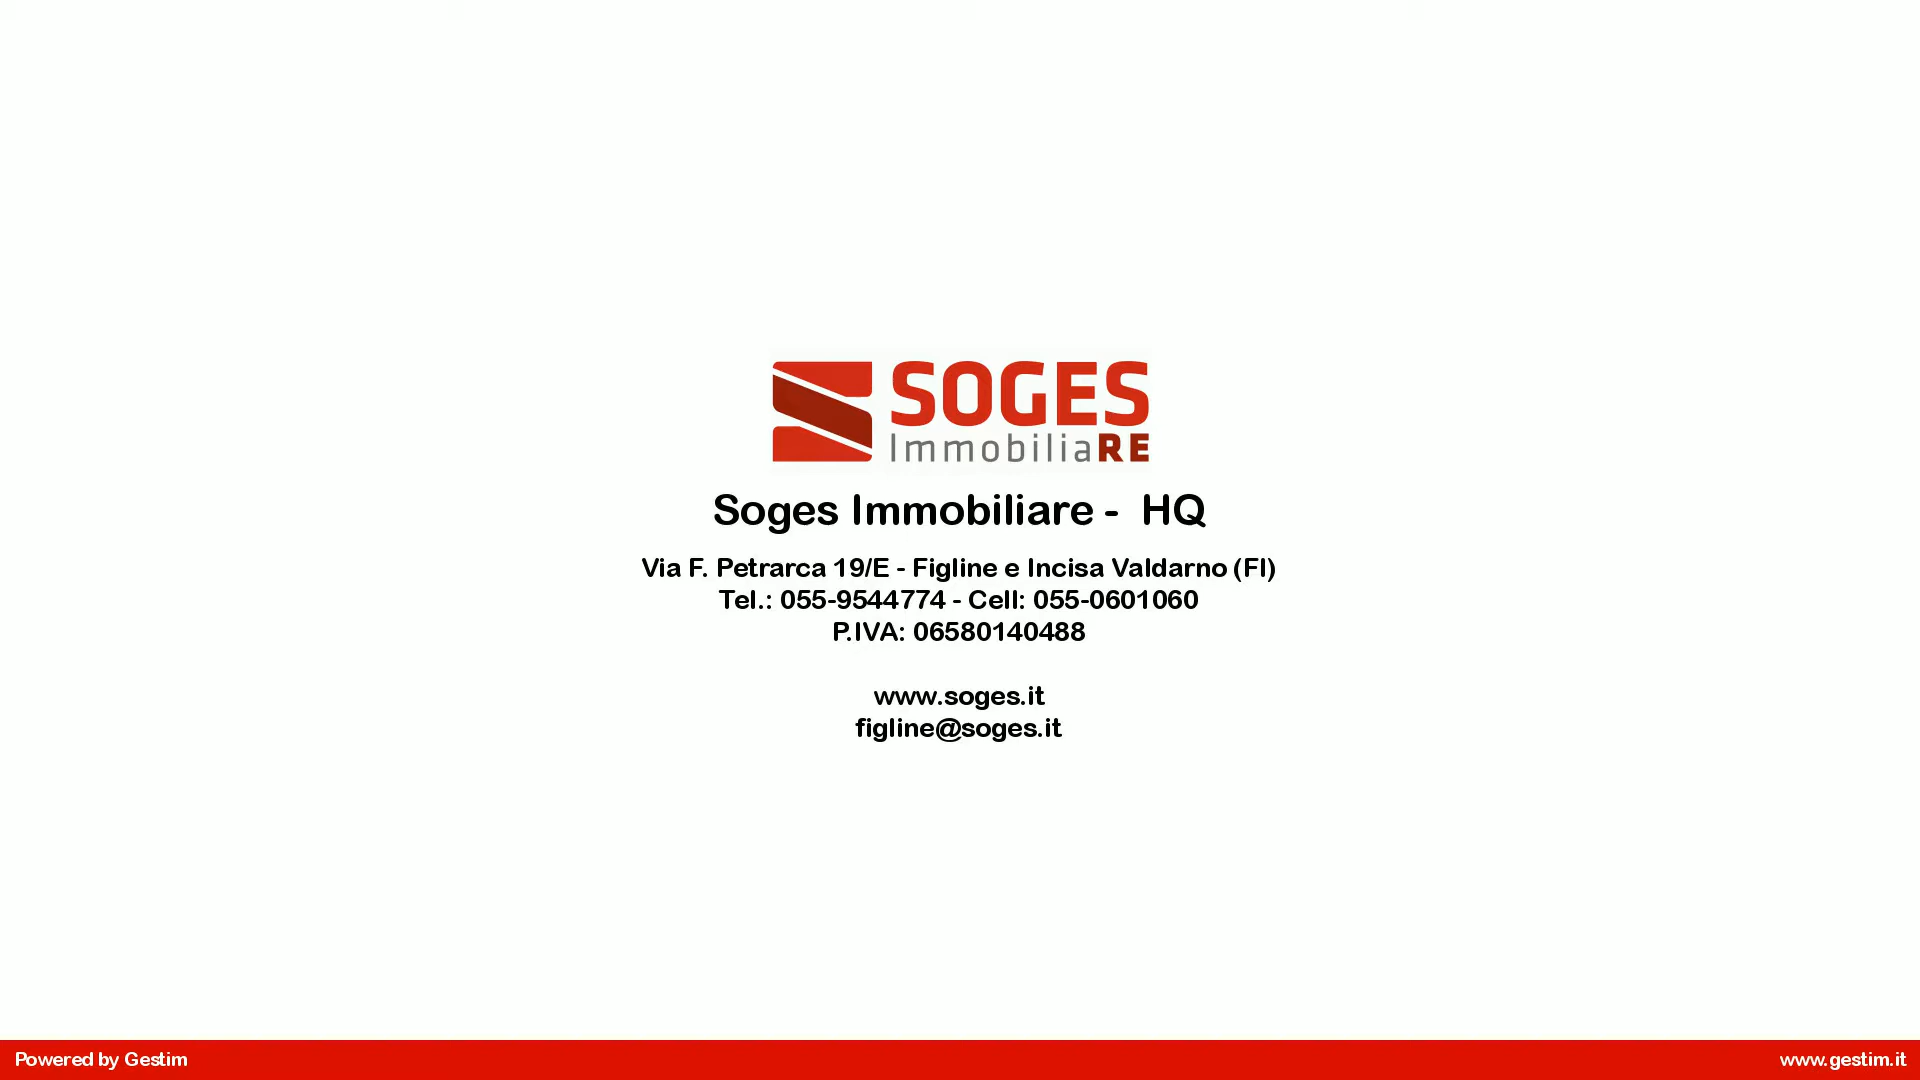 SOGES
ImmobiliaRE
Soges Immobiliare - HQ
Via F. Petrarca 19/E - Figline e Incisa Valdarno (FI)
Tel.: 055-9544774 - Cell: 055-0601060
P.IVA: 06580140488
www.soges.it
figline@soges.it
Powered by Gestim
www.gestim.it